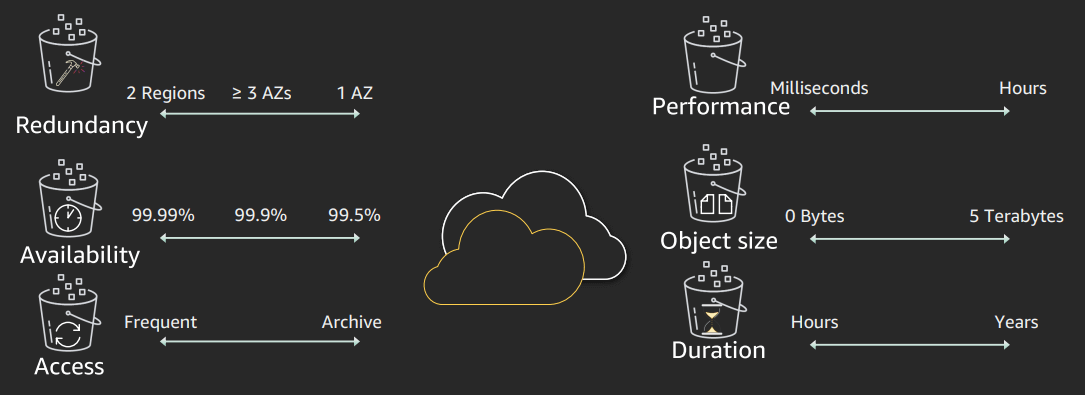 2 Regions ≥ 3 AZs 1 AZ
Redundancy
99.99% 99.9% 99.5%
Availability
Frequent Archive
Access
Milliseconds Hours
Performance
0 Bytes 5 Terabytes
Object size
Hours Years
Duration